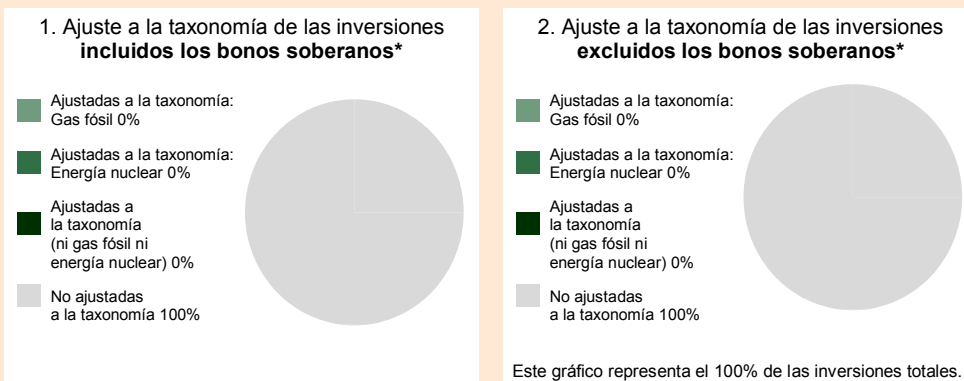 1. Ajuste a la taxonomía de las inversiones
incluidos los bonos soberanos*
Ajustadas a la taxonomía:
Gas fósil 0%
Ajustadas a la taxonomía:
Energía nuclear 0%
Ajustadas a
la taxonomía
(ni gas fósil ni
energía nuclear) 0%
No ajustadas
a la taxonomía 100%
2. Ajuste a la taxonomía de las inversiones
excluidos los bonos soberanos*
Ajustadas a la taxonomía:
Gas fósil 0%
Ajustadas a la taxonomía:
Energía nuclear 0%
Ajustadas a
la taxonomía
(ni gas fósil ni
energía nuclear) 0%
No ajustadas
a la taxonomía 100%
Este gráfico representa el 100% de las inversiones totales.